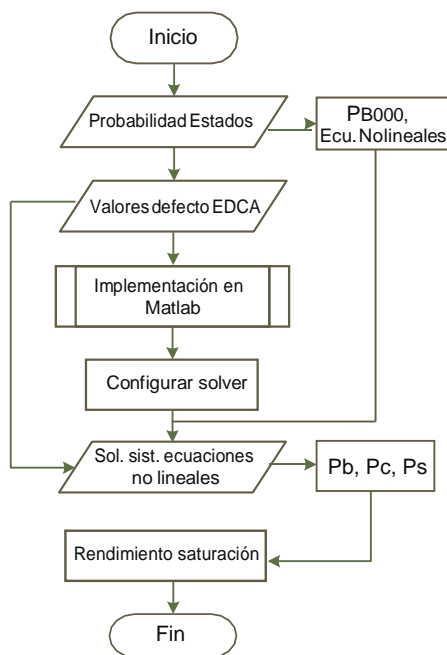 Inicio
Probabilidad Estados
PB000,
Ecu. Nolineales
Valores defecto EDCA
Implementación en
Matlab
Configurar solver
Sol. sist. ecuaciones
no lineales
Pb, Pc, Ps
Rendimiento saturación
Fin